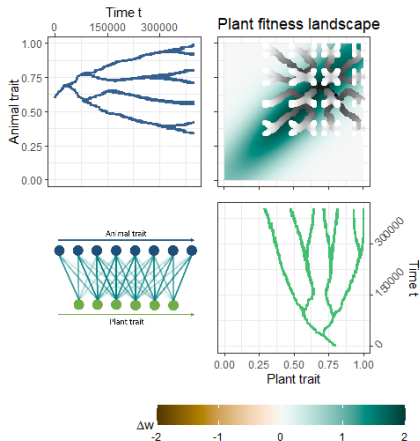 Time t
0 150000 300000
Animal trait
1.00
0.75
0.50
0.25
0.00
Plant fitness landscape
Animal trait
Plant trait
300000
150000
0
Time t
0.00 0.25 0.50 0.75 1.00
Plant trait
Δw
-2 -1 0 1 2